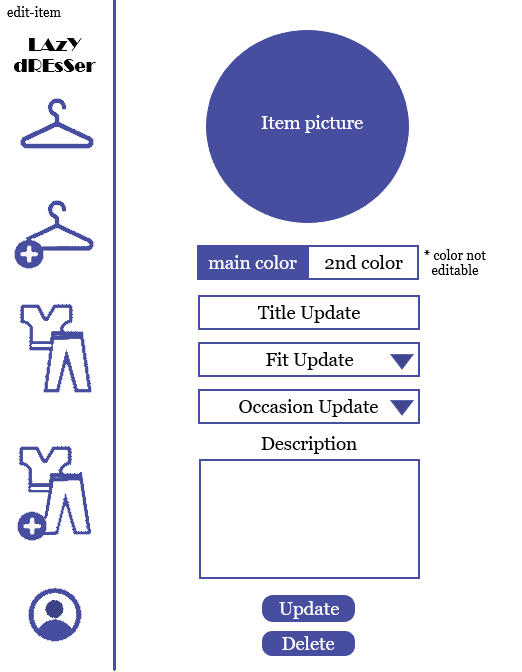 edit-item
LAzY
dREsSer
Item picture
main color
2nd color
* color not
editable
Title Update
Fit Update
Occasion Update
Description
Update
Delete